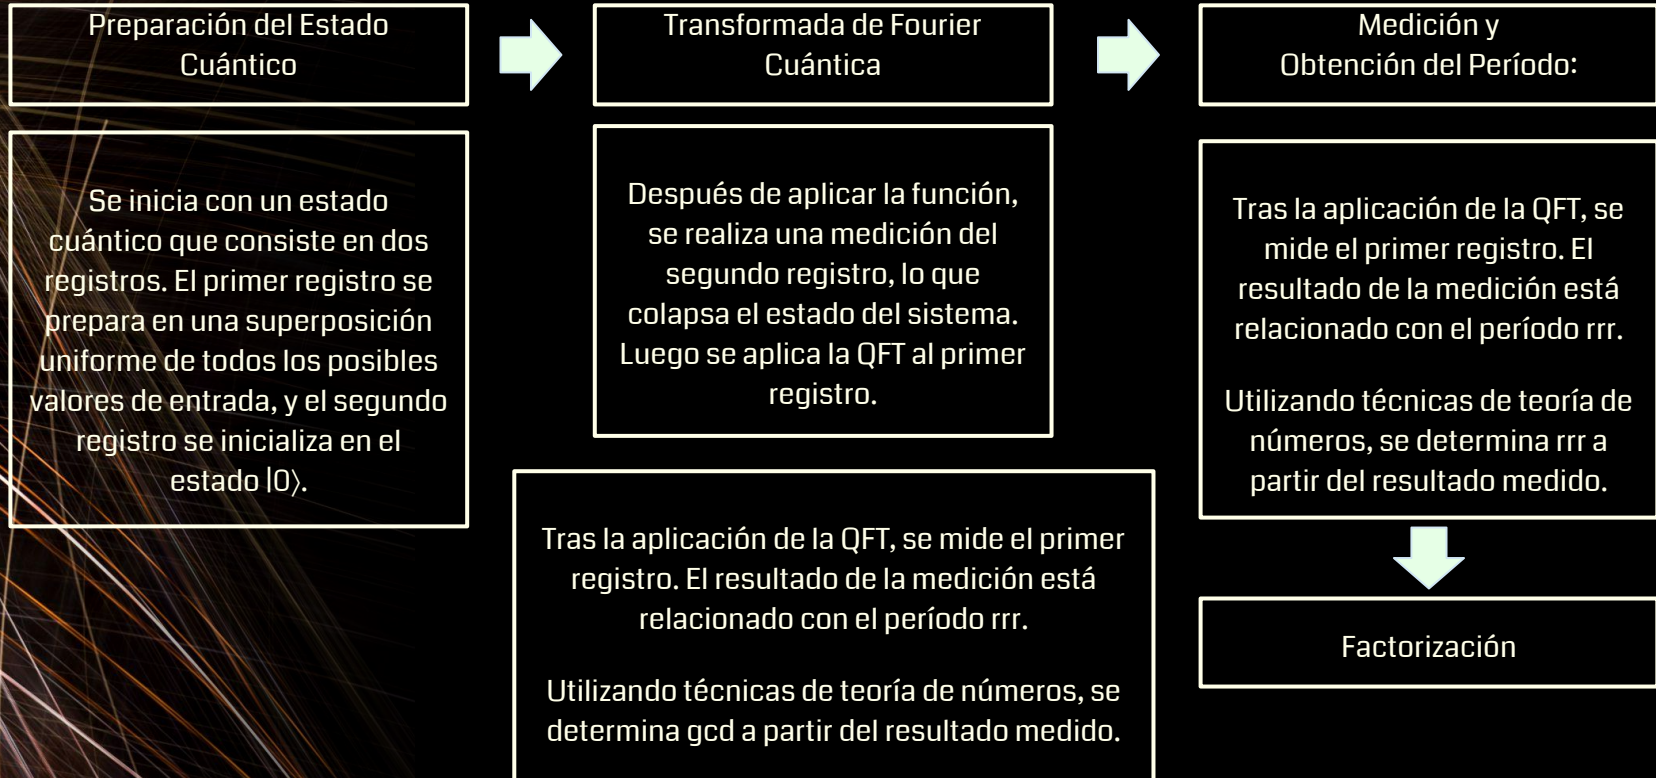 Preparación del Estado
Cuántico
Se inicia con un estado
cuántico que consiste en dos
registros. El primer registro se
prepara en una superposición
uniforme de todos los posibles
valores de entrada, y el segundo
registro se inicializa en el
estado |0⟩.
Transformada de Fourier
Cuántica
Después de aplicar la función,
se realiza una medición del
segundo registro, lo que
colapsa el estado del sistema.
Luego se aplica la QFT al primer
registro.
Medición y
Obtención del Período:
Tras la aplicación de la QFT, se
mide el primer registro. El
resultado de la medición está
relacionado con el período rrr.
Utilizando técnicas de teoría de
números, se determina rrr a
partir del resultado medido.
Factorización
Tras la aplicación de la QFT, se mide el primer
registro. El resultado de la medición está
relacionado con el período rrr.
Utilizando técnicas de teoría de números, se
determina gcd a partir del resultado medido.